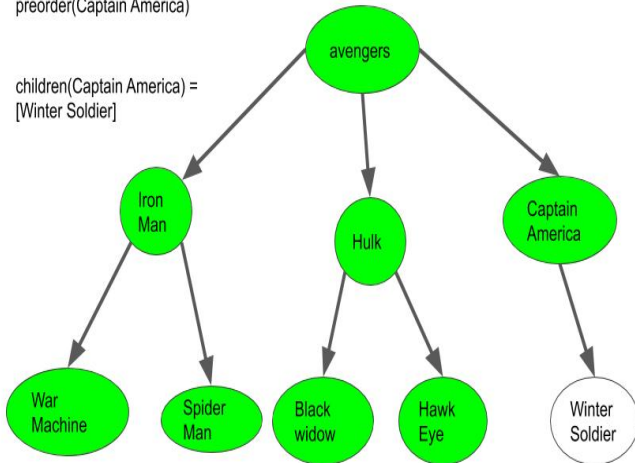 preorder(Captain America)
children(Captain America) =
[Winter Soldier]
avengers
Iron
Man
Hulk
Captain
America
War
Machine
Spider
Man
Black
widow
Hawk
Eye
Winter
Soldier